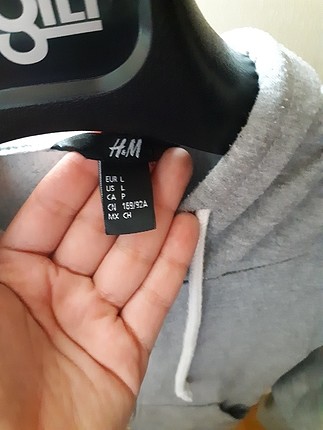 H&M
EUR L
US L
CA P
CN 165/92A
MX CH